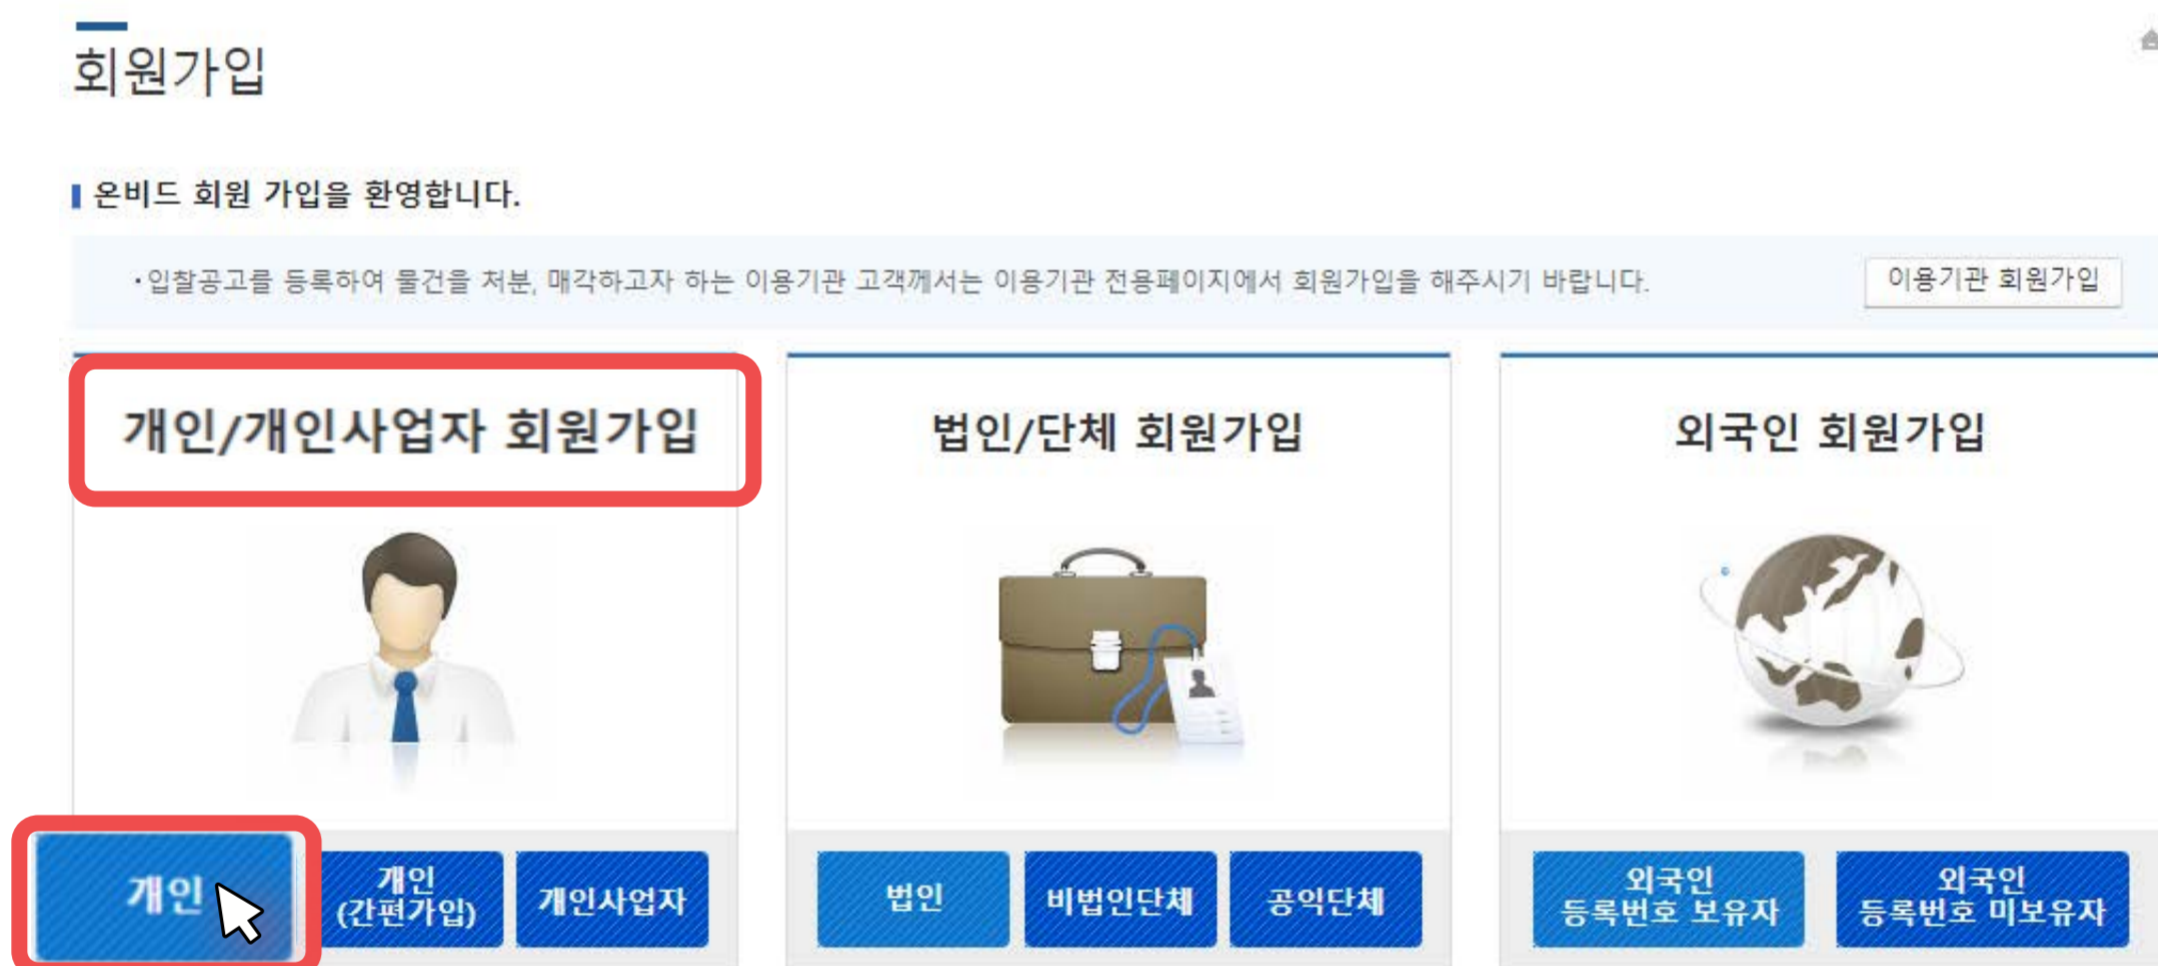 회원가입
온비드 회원 가입을 환영합니다.
·입찰공고를 등록하여 물건을 처분, 매각하고자 하는 이용기관 고객께서는 이용기관 전용페이지에서 회원가입을 해주시기 바랍니다.
이용기관 회원가입
개인/개인사업자 회원가입
개인
개인
(간편가입)
개인사업자
법인/단체 회원가입
법인
비법인단체
공익단체
외국인 회원가입
외국인
등록번호 보유자
외국인
등록번호 미보유자